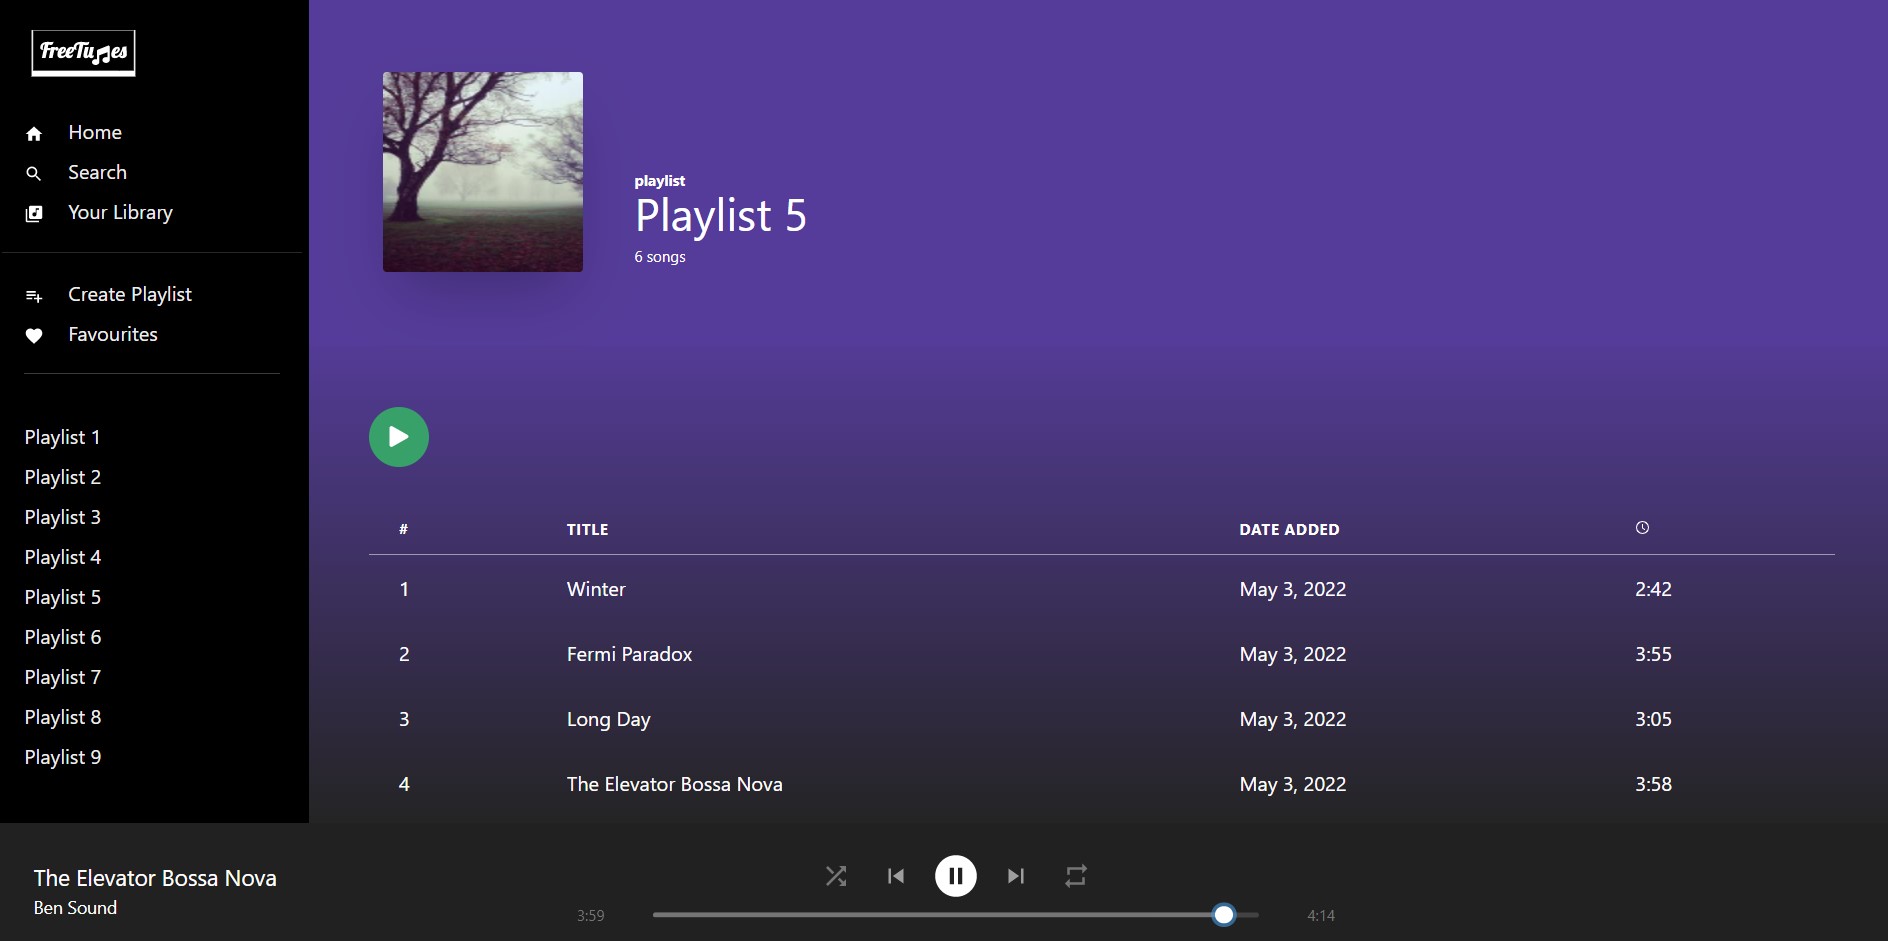 FreeTunes
Home
Search
Your Library
Create Playlist
Favourites
Playlist 1
Playlist 2
Playlist 3
Playlist 4
Playlist 5
Playlist 6
Playlist 7
Playlist 8
Playlist 9
playlist
Playlist 5
6 songs
# TITLE DATE ADDED
1 Winter May 3, 2022 2:42
2 Fermi Paradox May 3, 2022 3:55
3 Long Day May 3, 2022 3:05
4 The Elevator Bossa Nova May 3, 2022 3:58
The Elevator Bossa Nova
Ben Sound
3:59 4:14